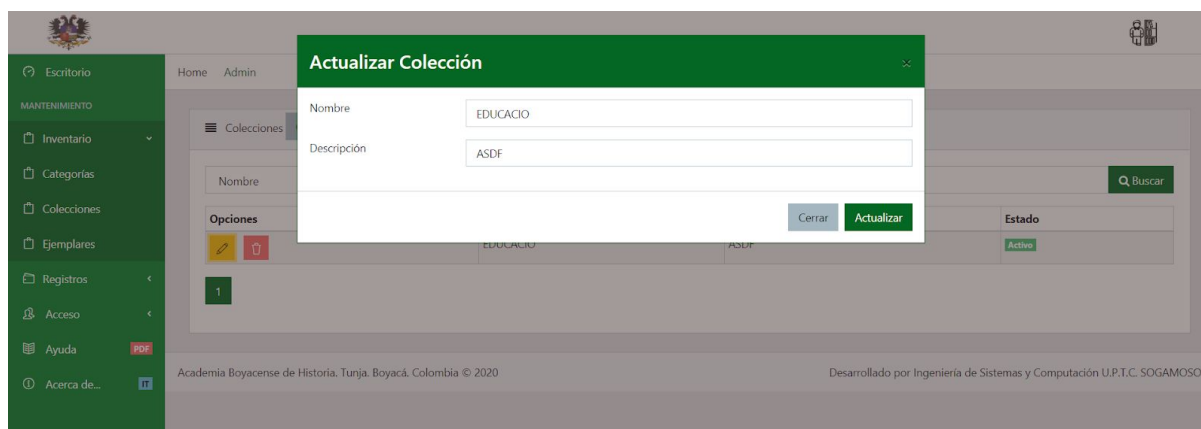 Actualizar Colección
×
Nombre
EDUCACIO
Descripción
ASDF
Cerrar
Actualizar
Escritorio
MANTENIMIENTO
Inventario
Categorías
Colecciones
Ejemplares
Registros
Acceso
Ayuda
PDF
Acerca de...
IT
Home Admin
Colecciones
Nombre
Buscar
Opciones
Estado
EDUCACIO
ASDF
Activo
1
Academia Boyacense de Historia. Tunja. Boyacá. Colombia © 2020
Desarrollado por Ingeniería de Sistemas y Computación U.P.T.C. SOGAMOSO